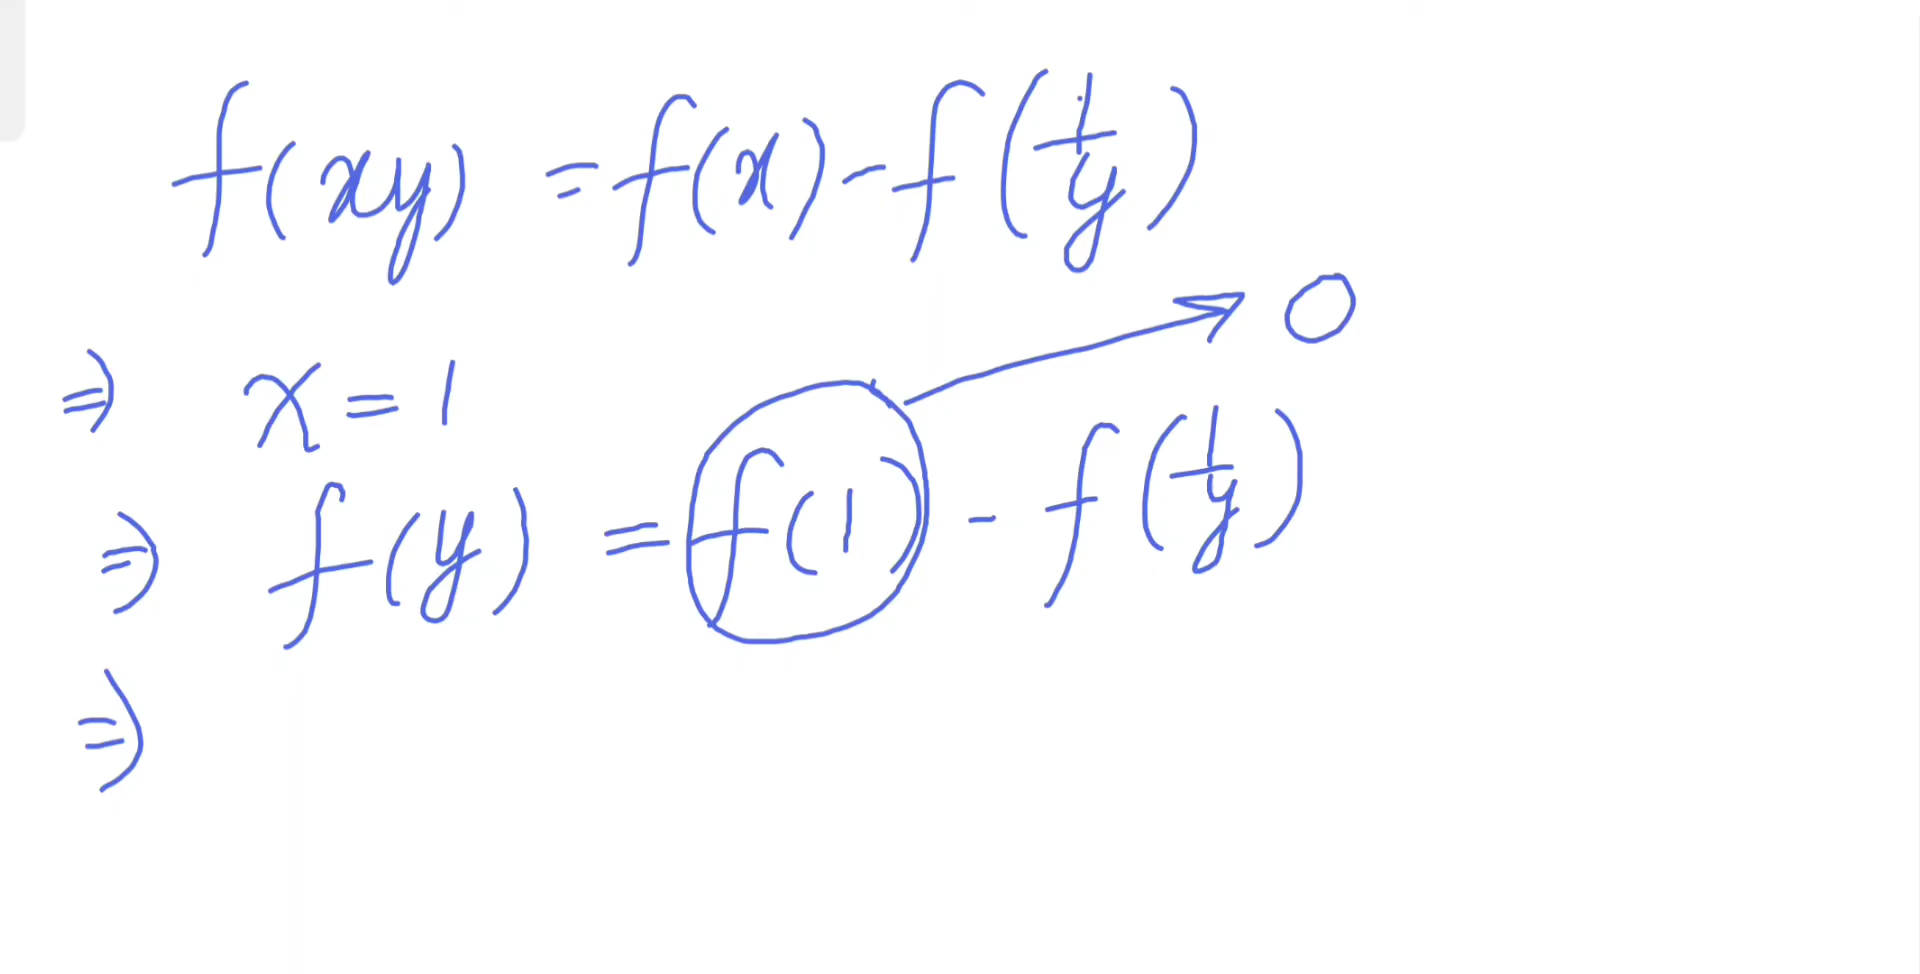 f(xy) = f(x) - f(1/y)
⇒ x = 1 0
⇒ f(y) = f(1) - f(1/y)
⇒